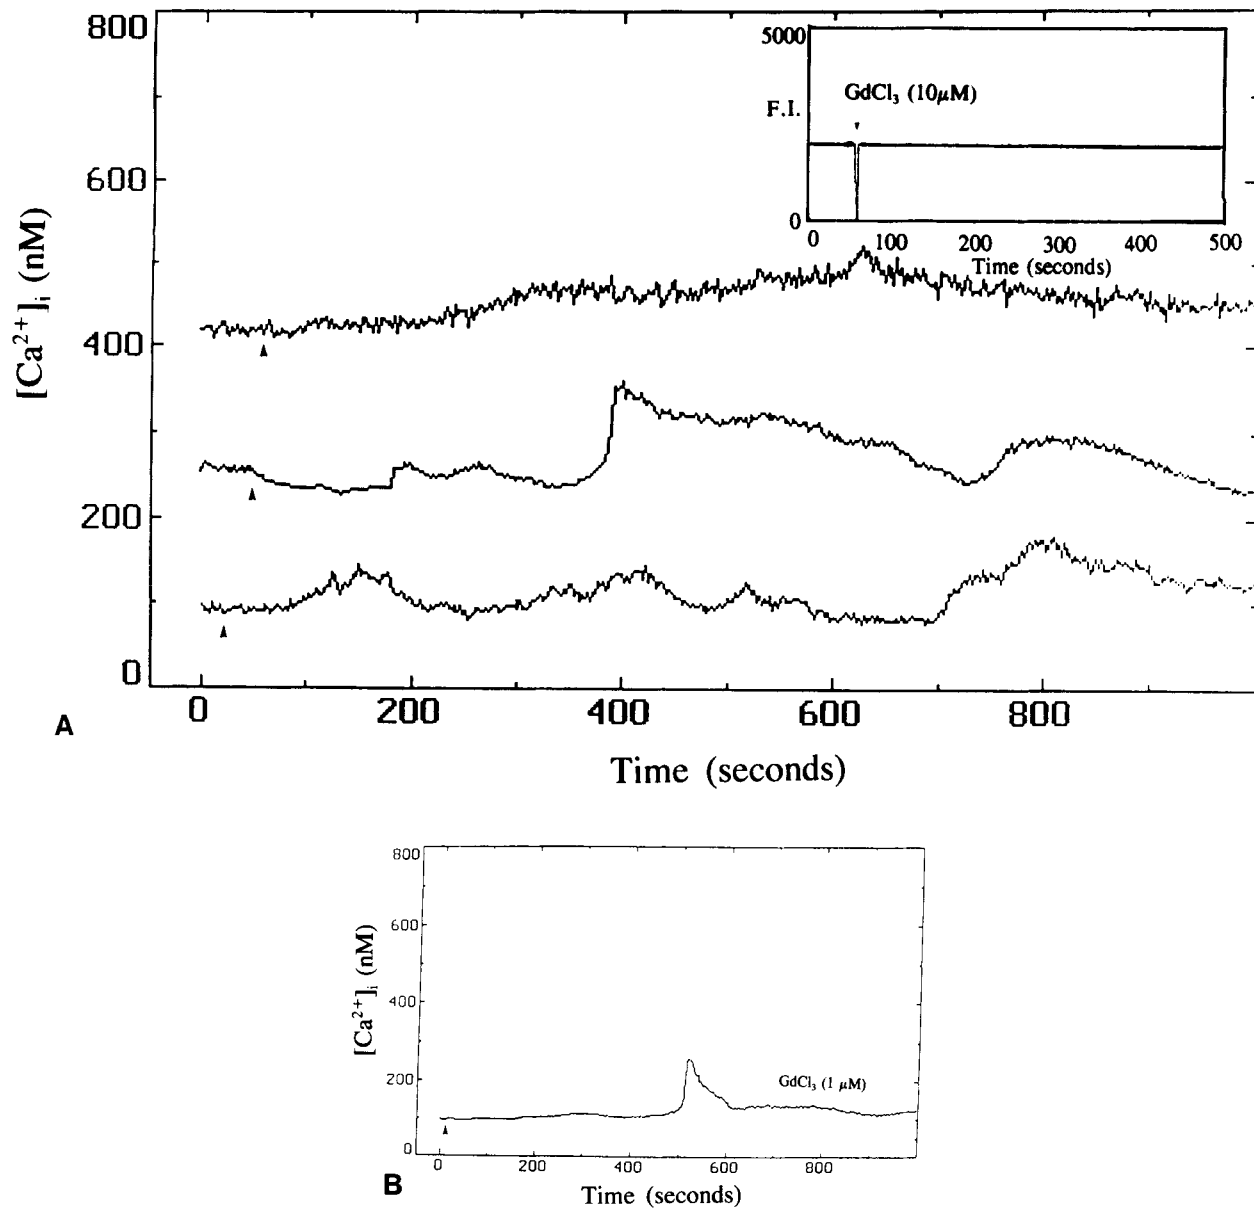 800
600
400
200
0
[Ca²⁺]ᵢ (nM)
0 200 400 600 800
Time (seconds)
A
5000
F.I.
0
GdCl₃ (10μM)
0 100 200 300 400 500
Time (seconds)
800
600
400
200
0
[Ca²⁺]ᵢ (nM)
GdCl₃ (1 μM)
0 200 400 600 800
Time (seconds)
B